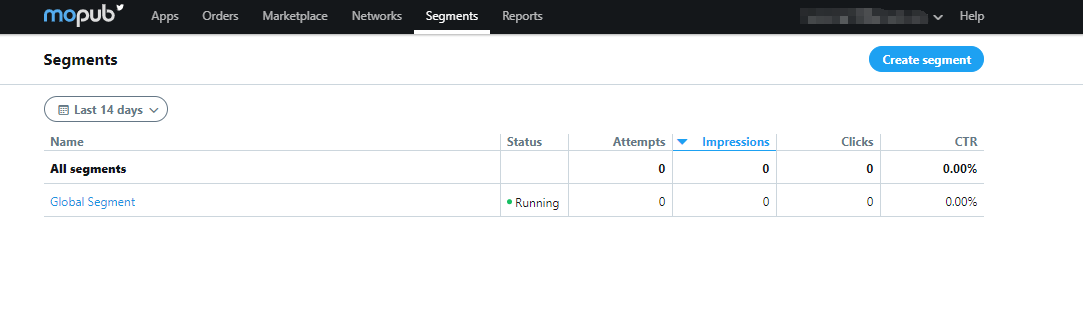 mopub Apps Orders Marketplace Networks Segments Reports Help
Segments Create segment
Last 14 days
Name Status Attempts Impressions Clicks CTR
All segments 0 0 0 0.00%
Global Segment Running 0 0 0 0.00%